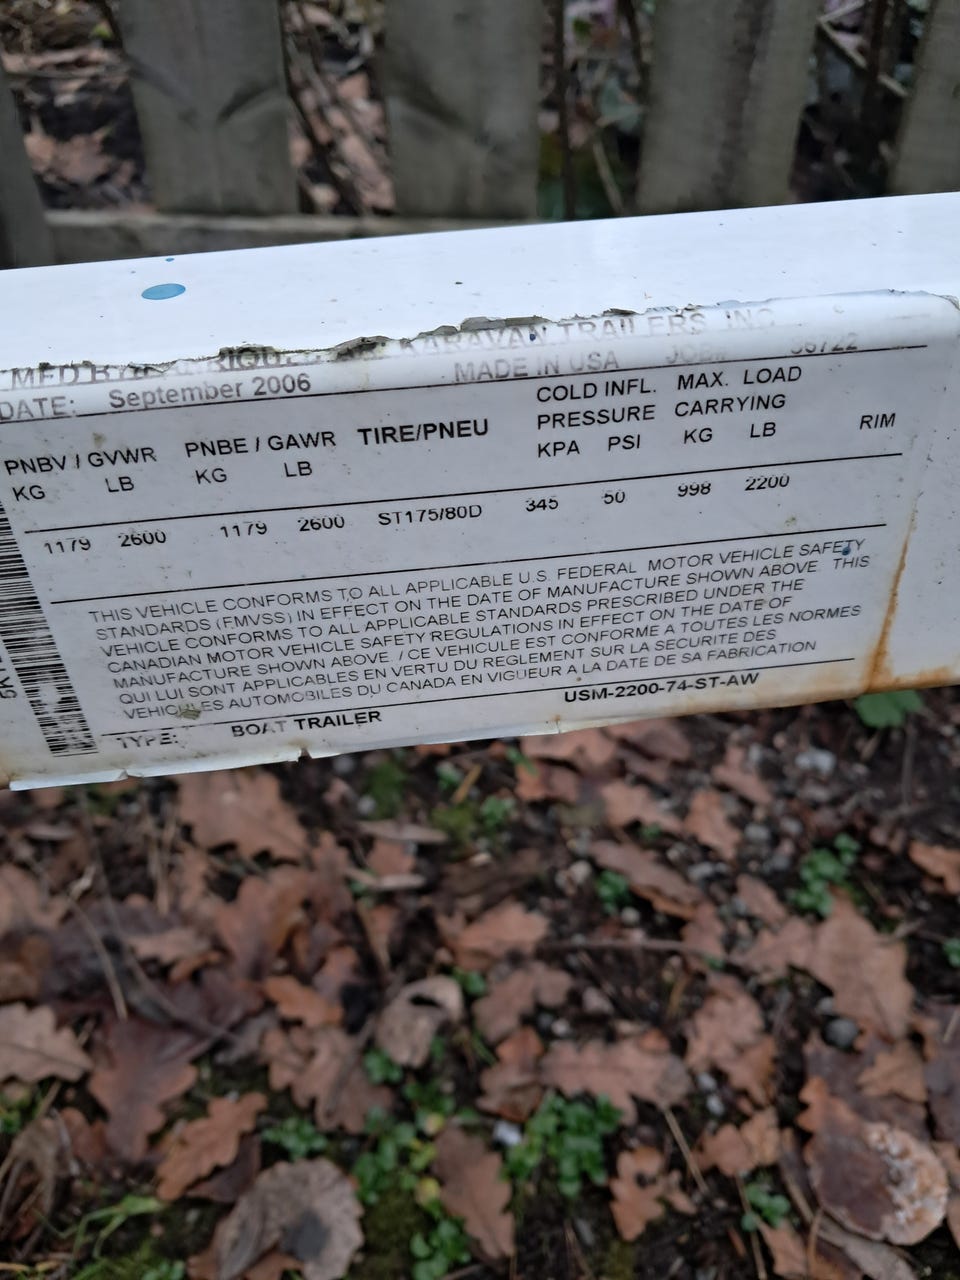 MFD BY/ KARAVAN TRAILERS INC
DATE: September 2006 MADE IN USA JOB# 36722
PNBV / GVWR PNBE / GAWR TIRE/PNEU COLD INFL. PRESSURE MAX. LOAD CARRYING RIM
KG LB KG LB KPA PSI KG LB
1179 2600 1179 2600 ST175/80D 345 50 998 2200
THIS VEHICLE CONFORMS TO ALL APPLICABLE U.S. FEDERAL MOTOR VEHICLE SAFETY
STANDARDS (FMVSS) IN EFFECT ON THE DATE OF MANUFACTURE SHOWN ABOVE THIS
VEHICLE CONFORMS TO ALL APPLICABLE STANDARDS PRESCRIBED UNDER THE
CANADIAN MOTOR VEHICLE SAFETY REGULATIONS IN EFFECT ON THE DATE OF
MANUFACTURE SHOWN ABOVE. / CE VEHICULE EST CONFORME A TOUTES LES NORMES
QUI LUI SONT APPLICABLES EN VERTU DU REGLEMENT SUR LA SECURITE DES
VEHICULES AUTOMOBILES DU CANADA EN VIGUEUR A LA DATE DE SA FABRICATION
TYPE: BOAT TRAILER USM-2200-74-ST-AW